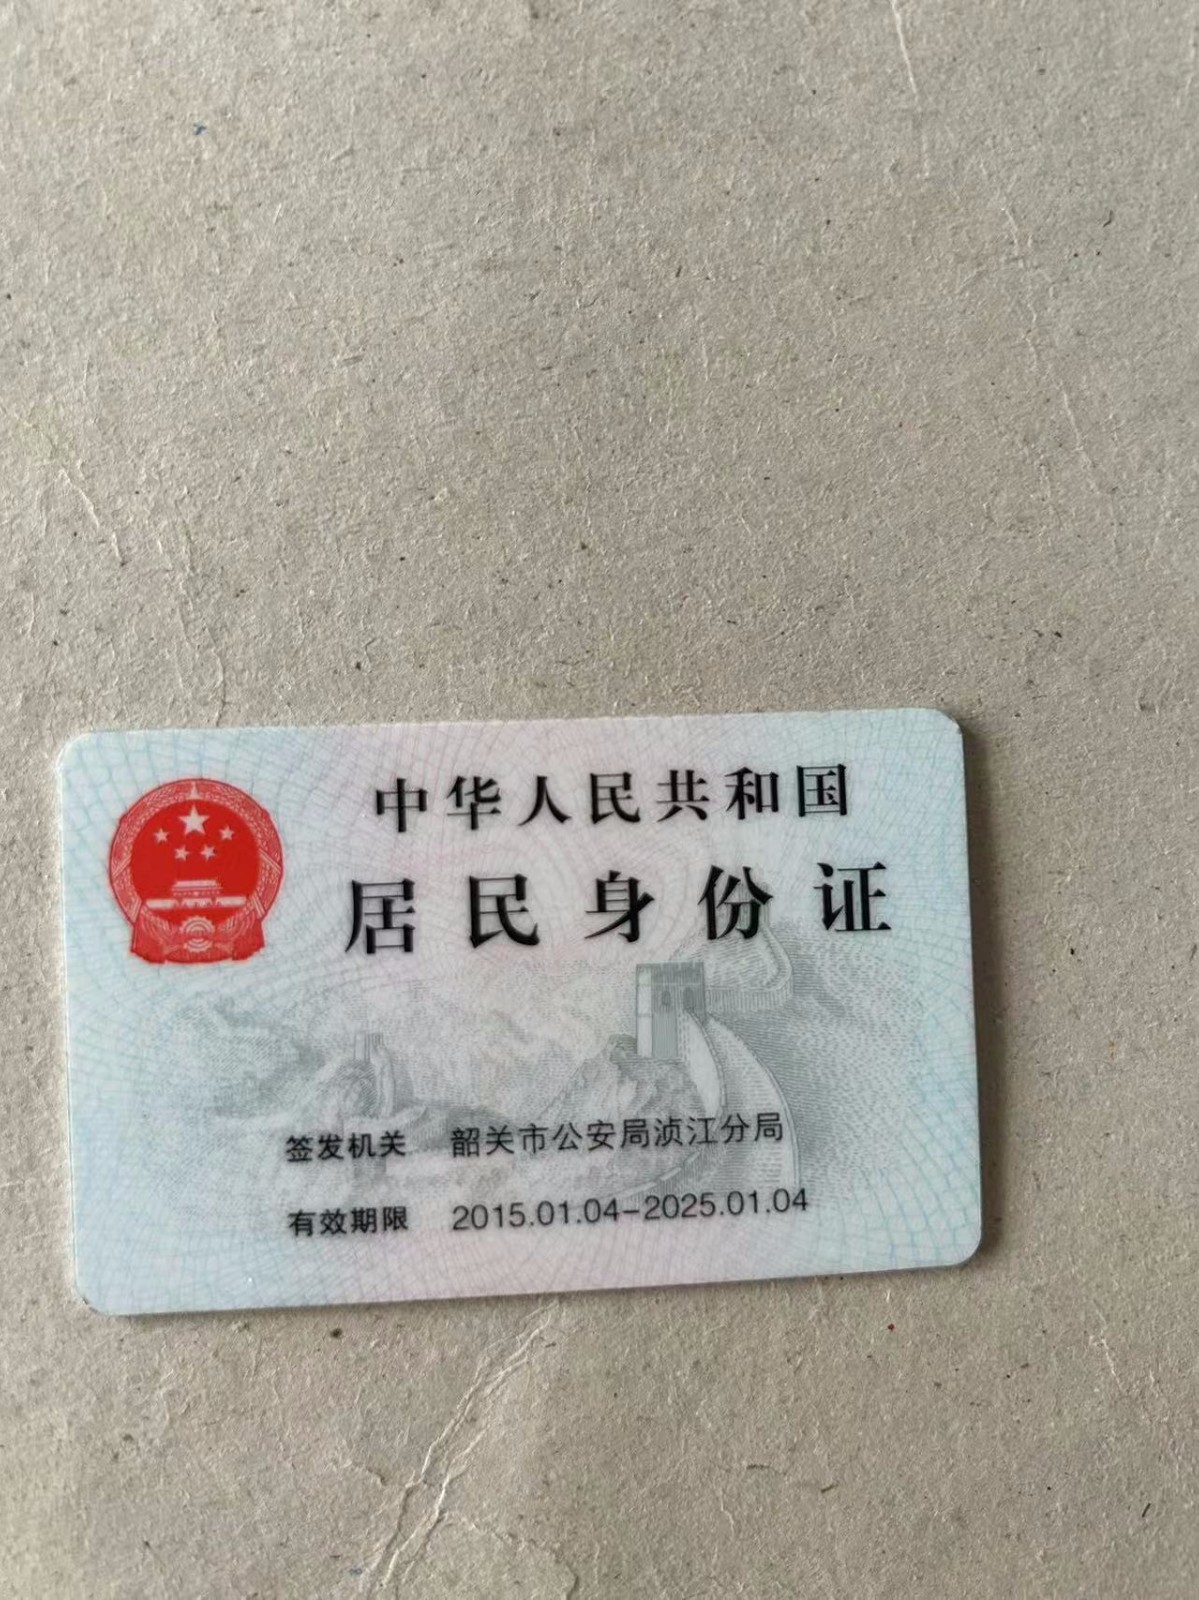 中华人民共和国
居民身份证
签发机关 韶关市公安局浈江分局
有效期限 2015.01.04-2025.01.04